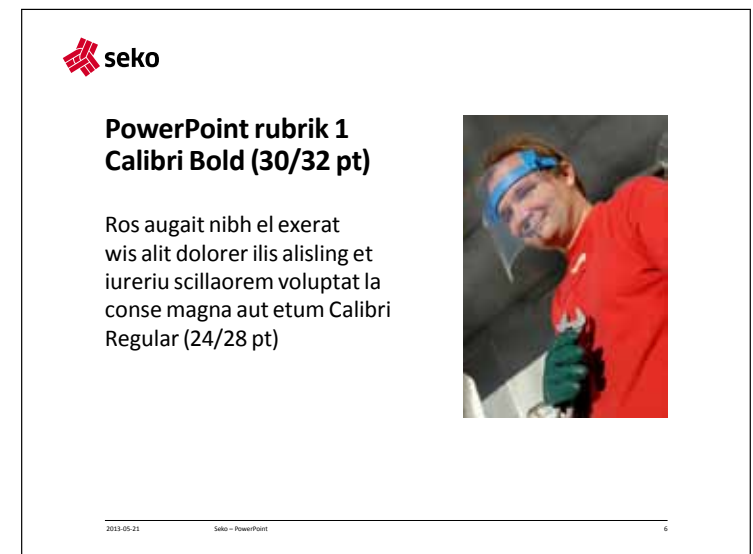 seko
PowerPoint rubrik 1
Calibri Bold (30/32 pt)
Ros augait nibh el exerat
wis alit dolorer ilis alisling et
iureriu scillaorem voluptat la
conse magna aut etum Calibri
Regular (24/28 pt)
2013-05-21 Seko – PowerPoint 6